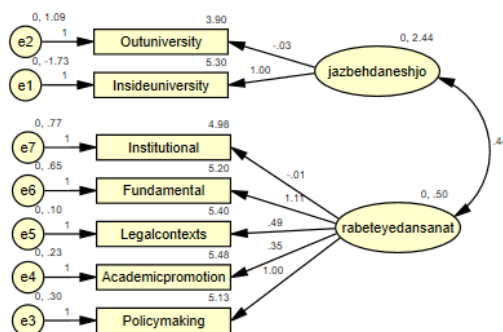 0, 1.09
e2
1
3.90
Outuniversity
-.03
0, 2.44
jazbehdaneshjo
0, -1.73
e1
1
5.30
Insideuniversity
1.00
0, .77
e7
1
4.98
Institutional
-.01
0, .65
e6
1
5.20
Fundamental
1.11
0, .10
e5
1
5.40
Legalcontexts
.49
0, .50
rabeteyedansanat
0, .23
e4
1
5.48
Academicpromotion
.35
0, .30
e3
1
5.13
Policymaking
1.00